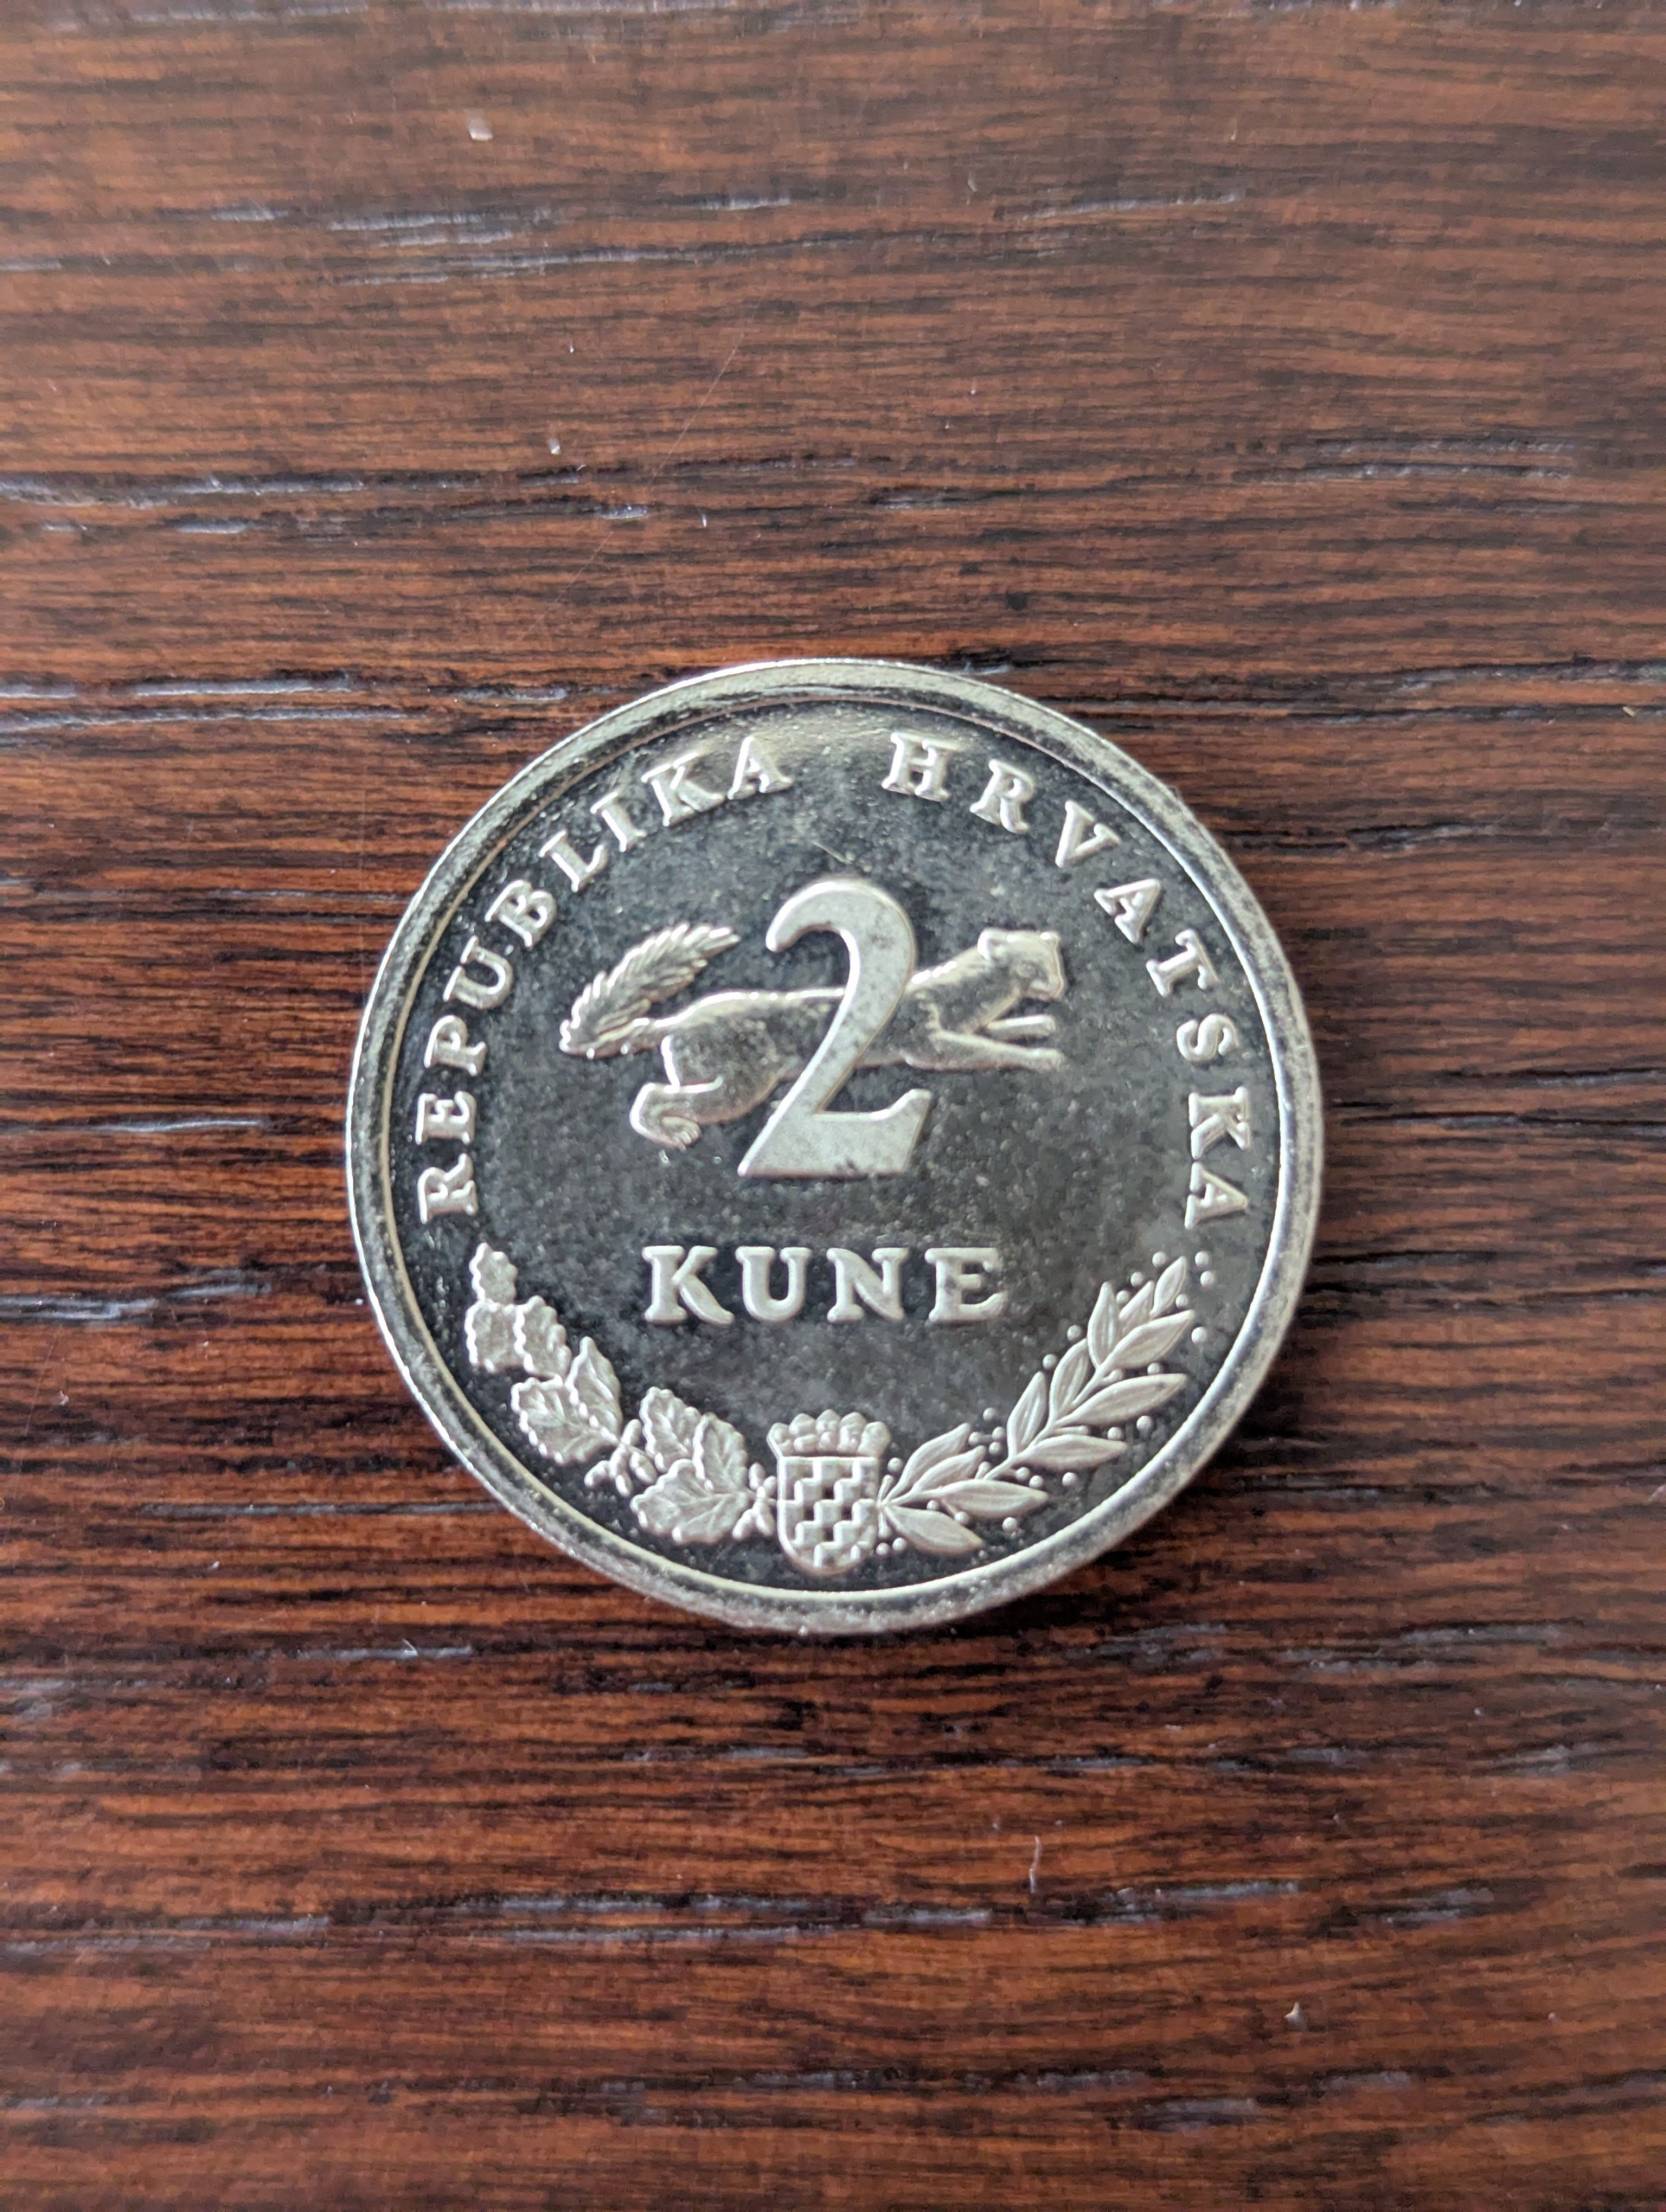 REPUBLIKA HRVATSKA
2
KUNE